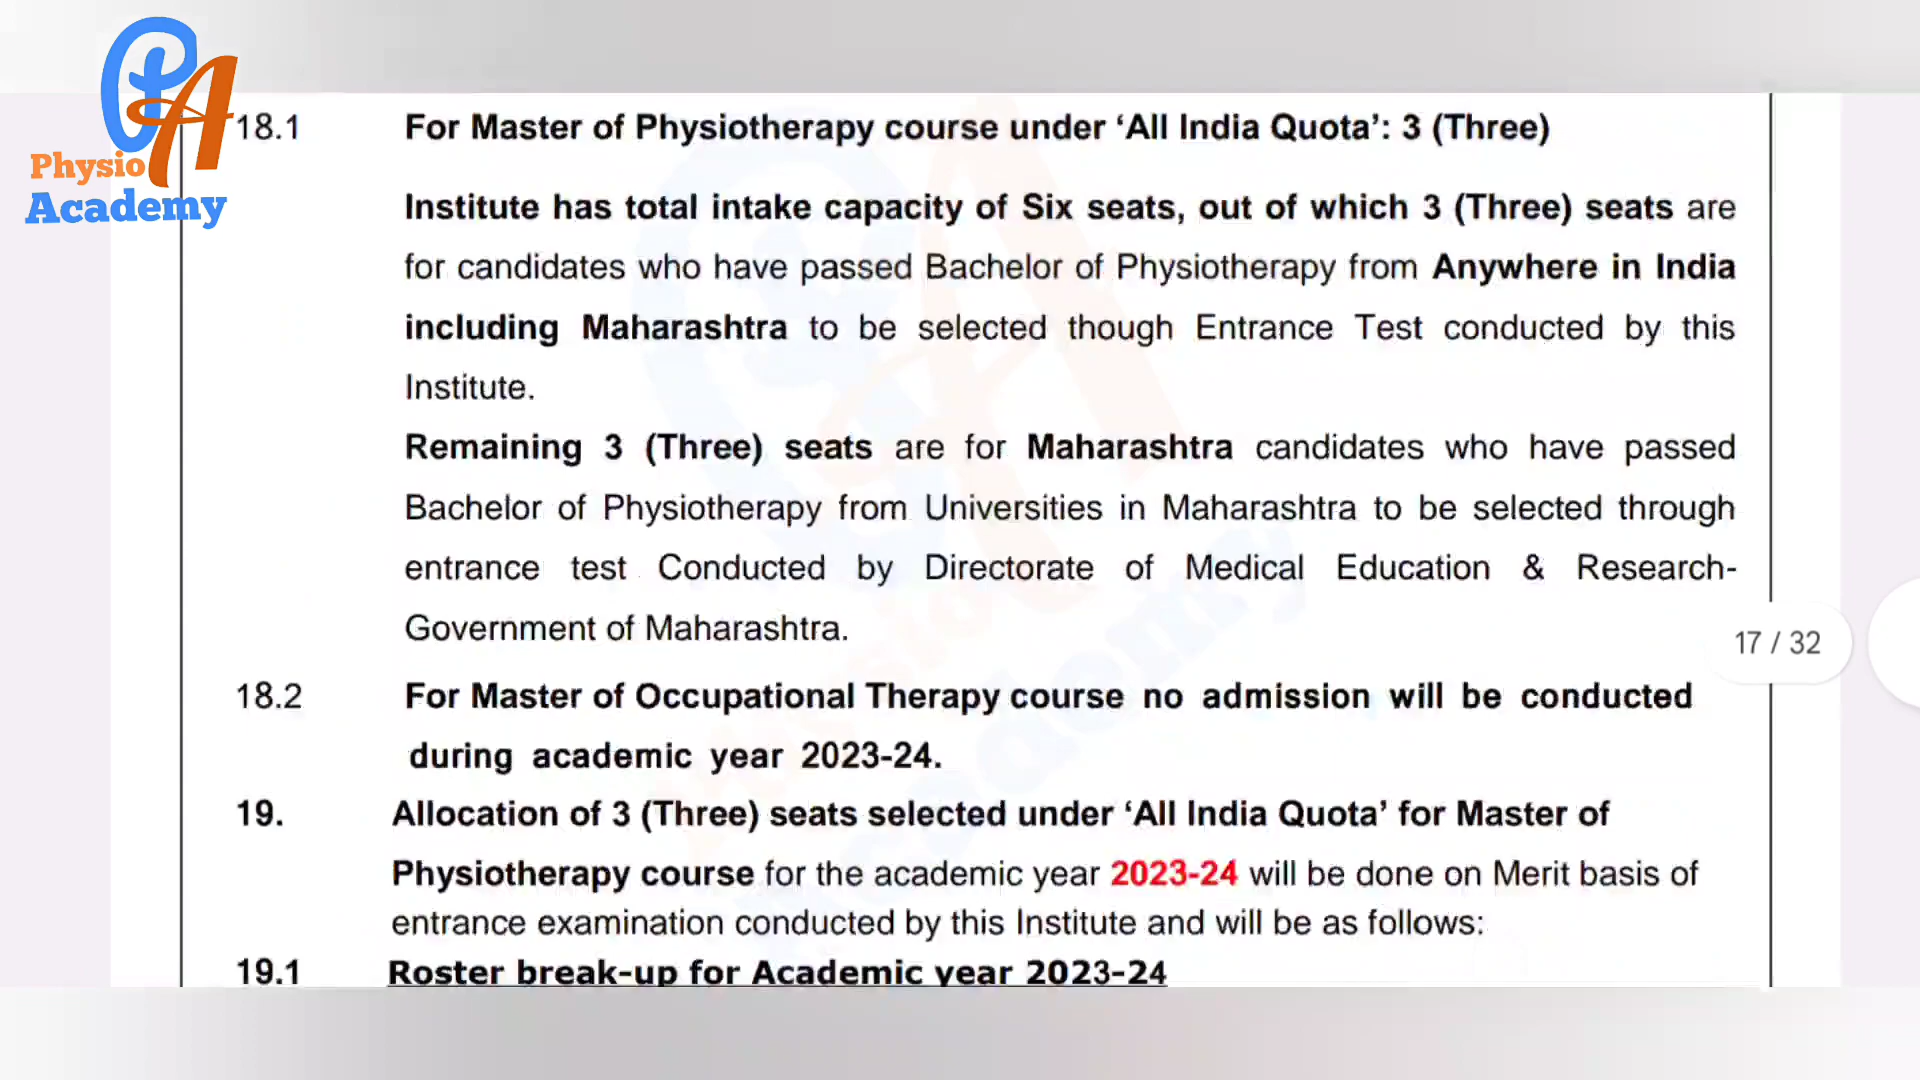 Physio
Academy
18.1 For Master of Physiotherapy course under ‘All India Quota’: 3 (Three)
Institute has total intake capacity of Six seats, out of which 3 (Three) seats are
for candidates who have passed Bachelor of Physiotherapy from Anywhere in India
including Maharashtra to be selected though Entrance Test conducted by this
Institute.
Remaining 3 (Three) seats are for Maharashtra candidates who have passed
Bachelor of Physiotherapy from Universities in Maharashtra to be selected through
entrance test Conducted by Directorate of Medical Education & Research-
Government of Maharashtra.
17 / 32
18.2 For Master of Occupational Therapy course no admission will be conducted
during academic year 2023-24.
19. Allocation of 3 (Three) seats selected under ‘All India Quota’ for Master of
Physiotherapy course for the academic year 2023-24 will be done on Merit basis of
entrance examination conducted by this Institute and will be as follows:
19.1 Roster break-up for Academic year 2023-24